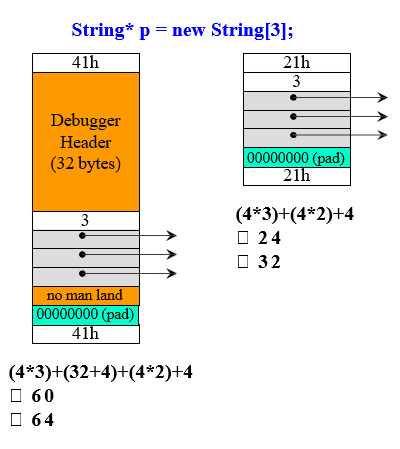 String* p = new String[3];
41h
Debugger
Header
(32 bytes)
3
no man land
00000000 (pad)
41h
(4*3)+(32+4)+(4*2)+4
□ 60
□ 64
21h
3
00000000 (pad)
21h
(4*3)+(4*2)+4
□ 24
□ 32